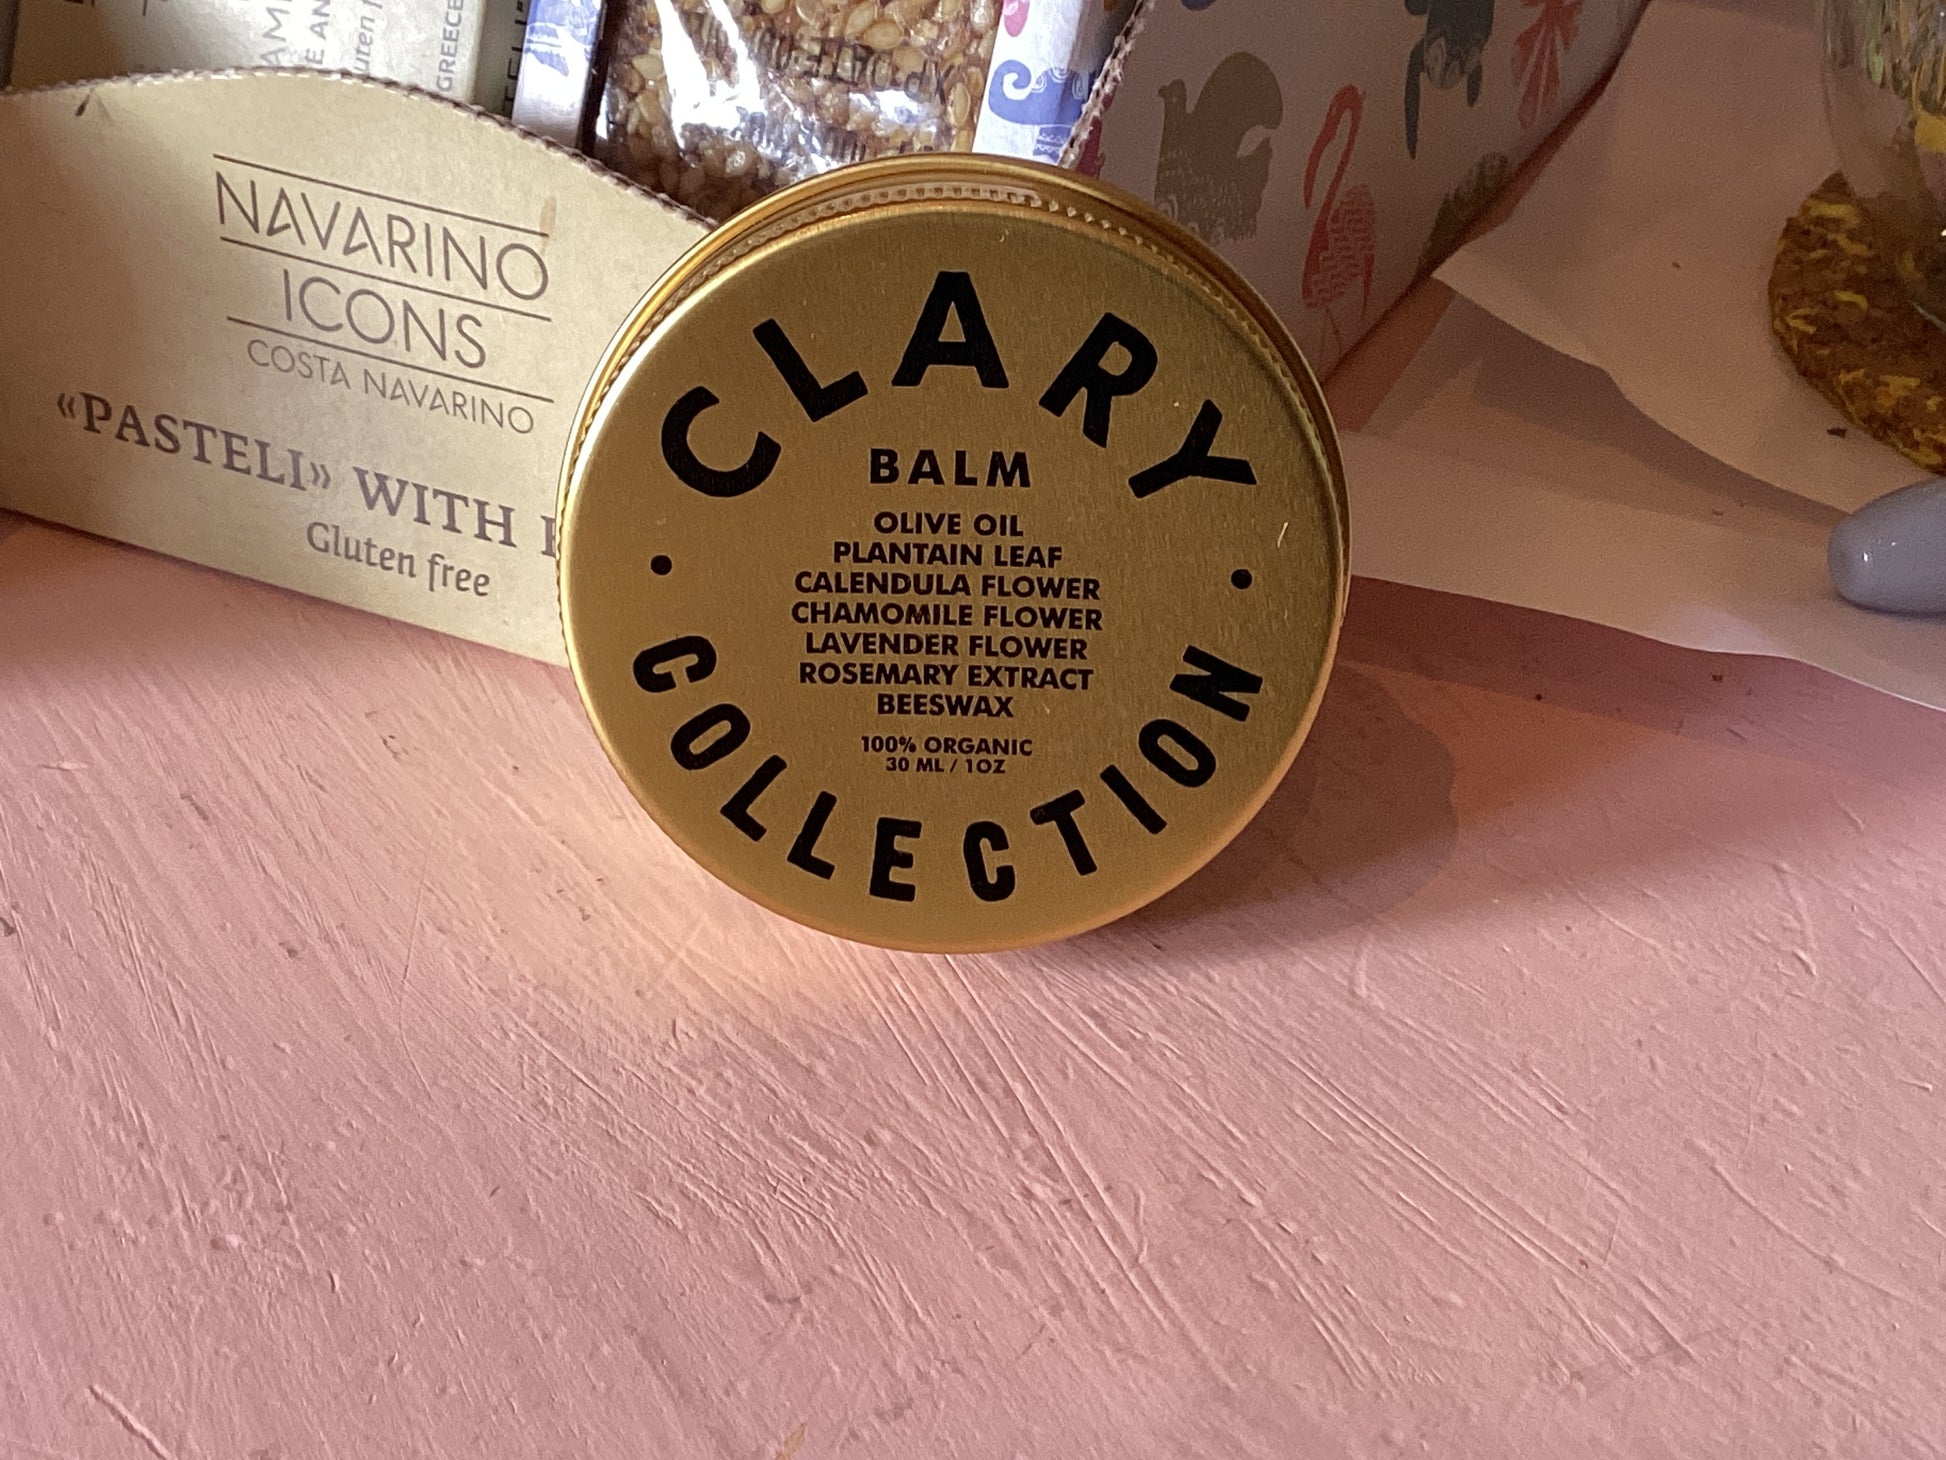 GREECE
NAVARINO
ICONS
COSTA NAVARINO
«PASTELI» WITH
Gluten free
CLARY
BALM
OLIVE OIL
PLANTAIN LEAF
CALENDULA FLOWER
CHAMOMILE FLOWER
LAVENDER FLOWER
ROSEMARY EXTRACT
BEESWAX
100% ORGANIC
30 ML / 1OZ
COLLECTION